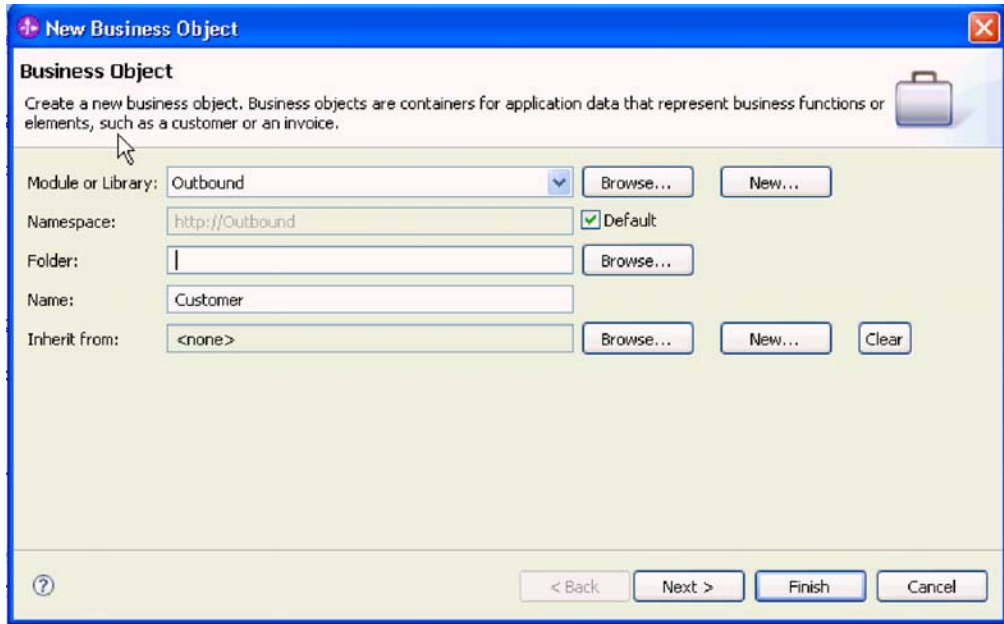 New Business Object
Business Object
Create a new business object. Business objects are containers for application data that represent business functions or
elements, such as a customer or an invoice.
Module or Library: Outbound Browse... New...
Namespace: http://Outbound Default
Folder: Browse...
Name: Customer
Inherit from: <none> Browse... New... Clear
? < Back Next > Finish Cancel